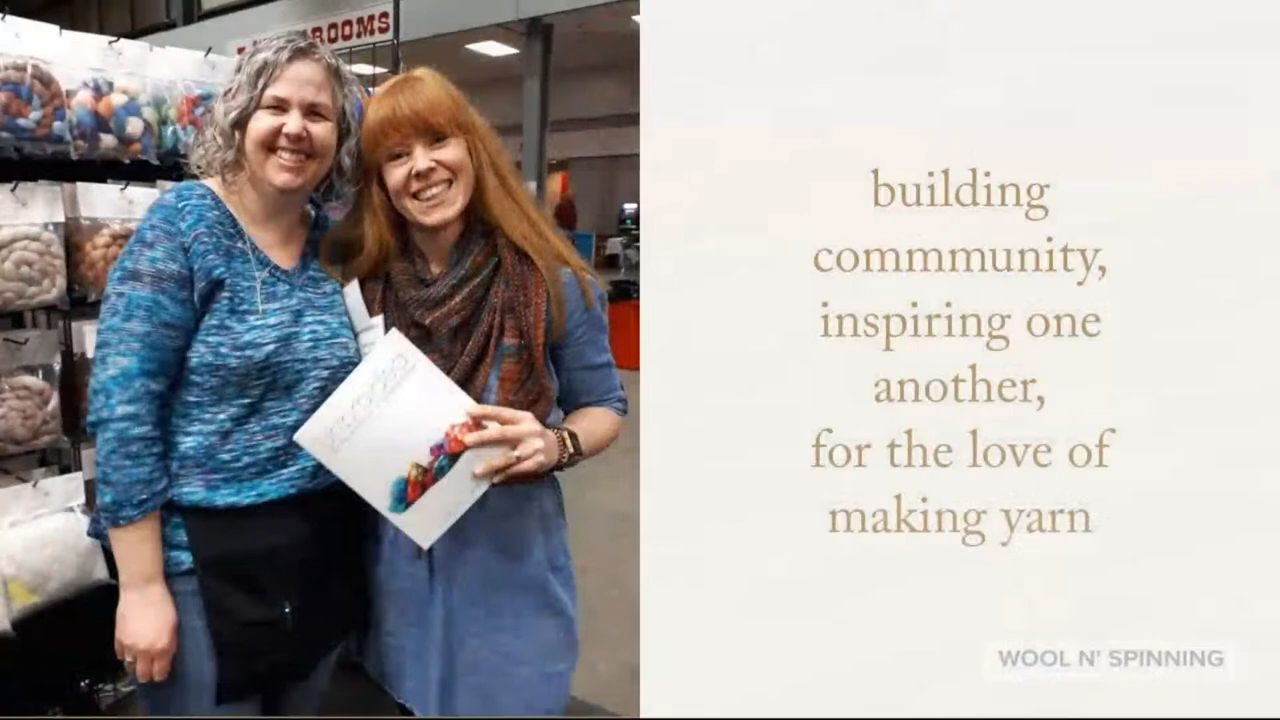 ROOMS
building
commmunity,
inspiring one
another,
for the love of
making yarn
WOOL N' SPINNING